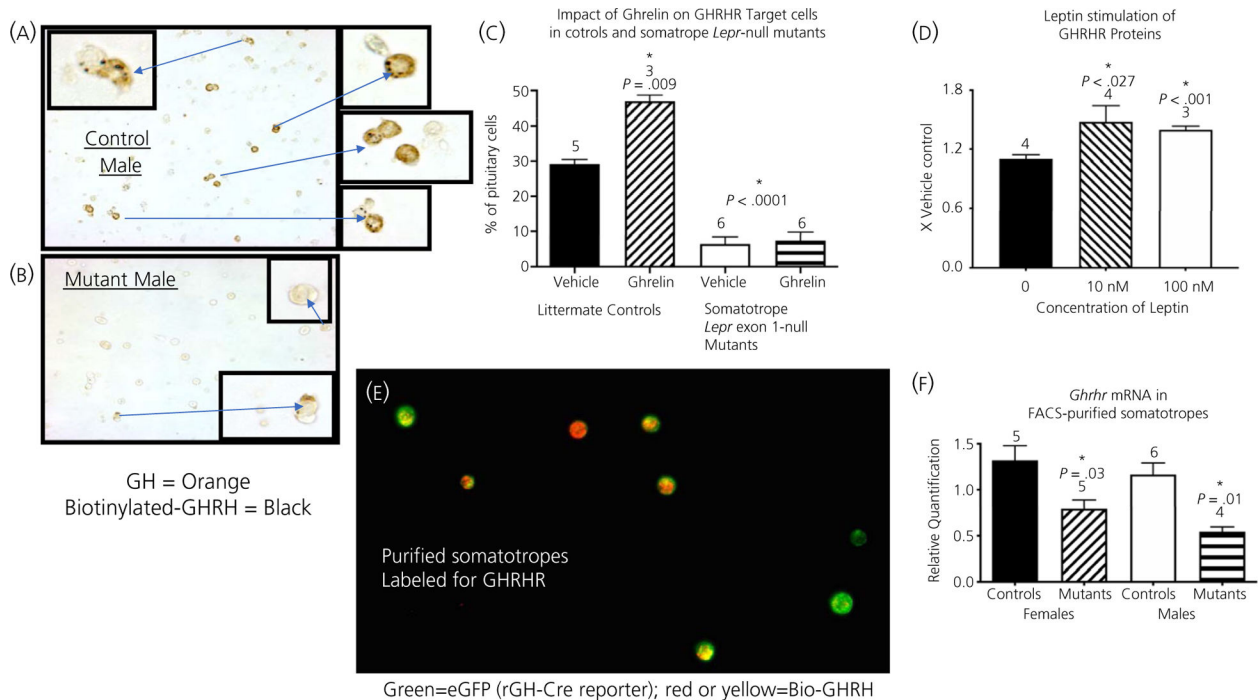 (A)
Control
Male
(B)
Mutant Male
GH = Orange
Biotinylated-GHRH = Black
(C)
Impact of Ghrelin on GHRHR Target cells
in cotrols and somatrope Lepr-null mutants
% of pituitary cells
50
40
30
20
10
0
5
*
3
P = .009
*
P < .0001
6
6
Vehicle
Ghrelin
Vehicle
Ghrelin
Littermate Controls
Somatotrope
Lepr exon 1-null
Mutants
(D)
Leptin stimulation of
GHRHR Proteins
X Vehicle control
1.8
1.2
0.6
0.0
4
*
P < .027
4
*
P < .001
3
0
10 nM
100 nM
Concentration of Leptin
(E)
Purified somatotropes
Labeled for GHRHR
Green=eGFP (rGH-Cre reporter); red or yellow=Bio-GHRH
(F)
Ghrhr mRNA in
FACS-purified somatotropes
Relative Quantification
1.5
1.0
0.5
0.0
5
*
P = .03
5
6
*
P = .01
4
Controls
Mutants
Controls
Mutants
Females
Males